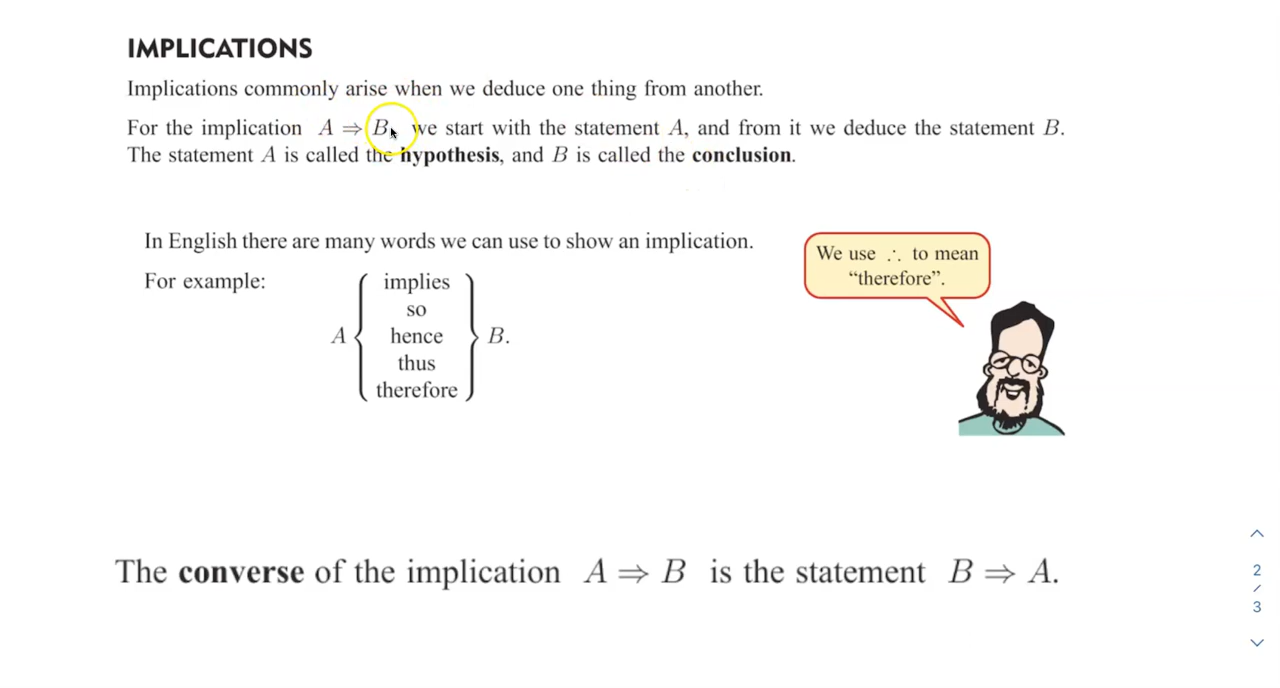 IMPLICATIONS
Implications commonly arise when we deduce one thing from another.
For the implication A ⇒ B, we start with the statement A, and from it we deduce the statement B.
The statement A is called the hypothesis, and B is called the conclusion.
In English there are many words we can use to show an implication.
For example:
implies
so
A { hence } B.
thus
therefore
We use ∴ to mean
“therefore”.
The converse of the implication A ⇒ B is the statement B ⇒ A.
2
/
3